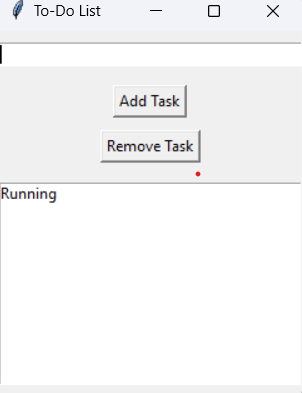 To-Do List
Add Task
Remove Task
Running